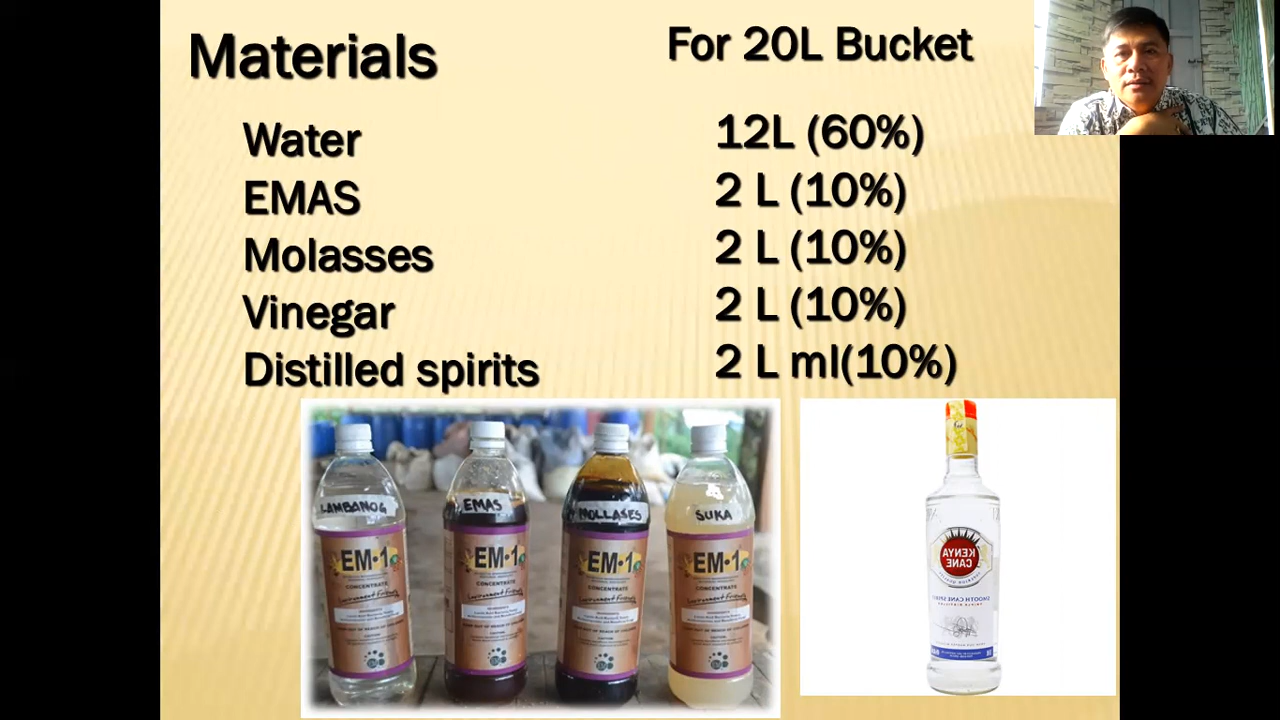 Materials
For 20L Bucket
Water 12L (60%)
EMAS 2 L (10%)
Molasses 2 L (10%)
Vinegar 2 L (10%)
Distilled spirits 2 L ml(10%)
LAMBANOG
EMAS
MOLLASES
SUKA
EM•1
EM•1
EM•1
EM•1
CONCENTRATE
CONCENTRATE
CONCENTRATE
CONCENTRATE
KENYA
CANE
SMOOTH CANE SPIRIT